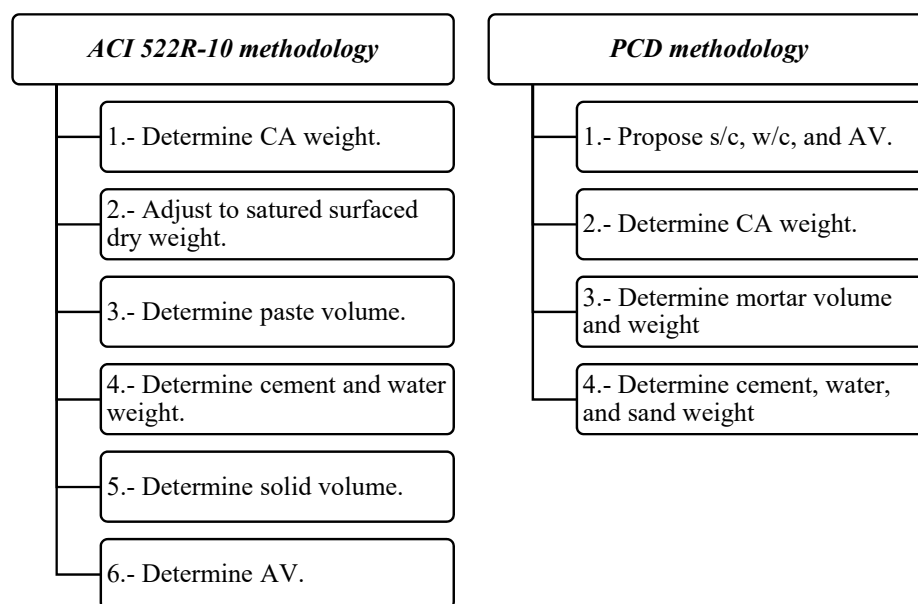 ACI 522R-10 methodology
1.- Determine CA weight.
2.- Adjust to satured surfaced
dry weight.
3.- Determine paste volume.
4.- Determine cement and water
weight.
5.- Determine solid volume.
6.- Determine AV.
PCD methodology
1.- Propose s/c, w/c, and AV.
2.- Determine CA weight.
3.- Determine mortar volume
and weight
4.- Determine cement, water,
and sand weight